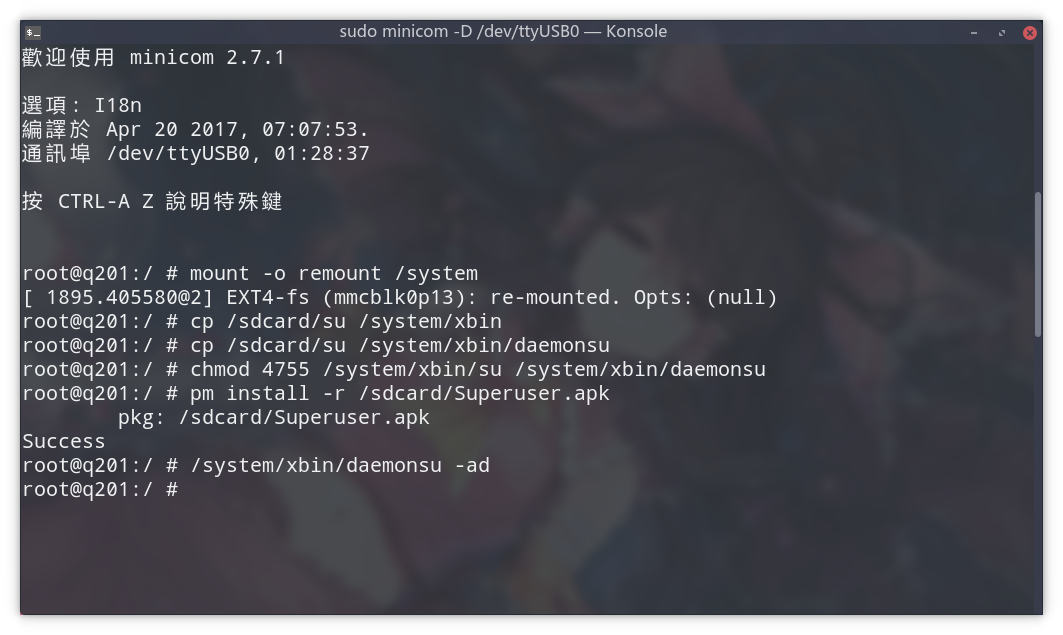 sudo minicom -D /dev/ttyUSB0 — Konsole
歡迎使用 minicom 2.7.1
選項: I18n
編譯於 Apr 20 2017, 07:07:53.
通訊埠 /dev/ttyUSB0, 01:28:37
按 CTRL-A Z 說明特殊鍵
root@q201:/ # mount -o remount /system
[ 1895.405580@2] EXT4-fs (mmcblk0p13): re-mounted. Opts: (null)
root@q201:/ # cp /sdcard/su /system/xbin
root@q201:/ # cp /sdcard/su /system/xbin/daemonsu
root@q201:/ # chmod 4755 /system/xbin/su /system/xbin/daemonsu
root@q201:/ # pm install -r /sdcard/Superuser.apk
pkg: /sdcard/Superuser.apk
Success
root@q201:/ # /system/xbin/daemonsu -ad
root@q201:/ #